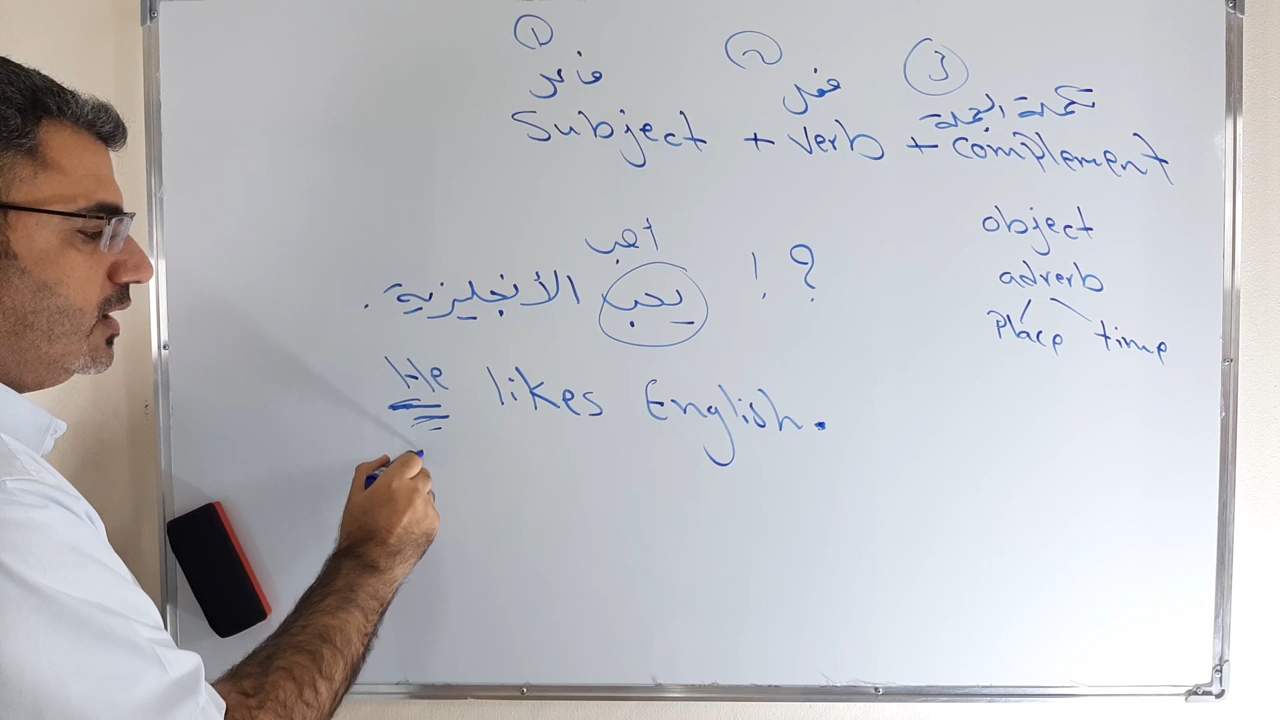 1 2 3
فاعل فعل تكملة الجملة
Subject + verb + complement
object
adverb
place time
أحب
يحب الأنجليزية . ! ?
He likes English.